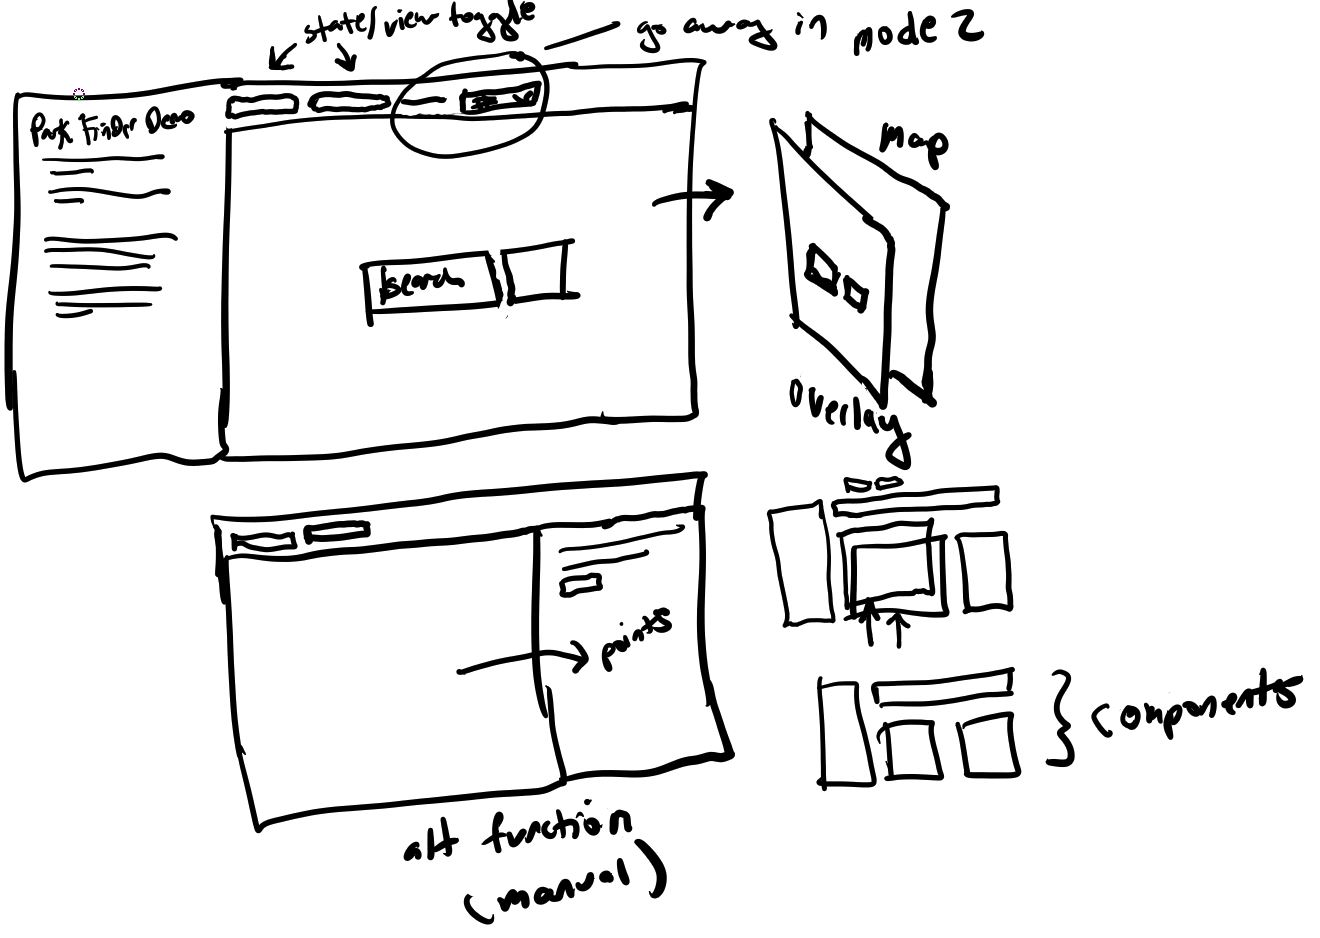 state/view toggle
go away in mode 2
Park Finder Demo
Map
search
Overlay
points
components
alt function
(manual)